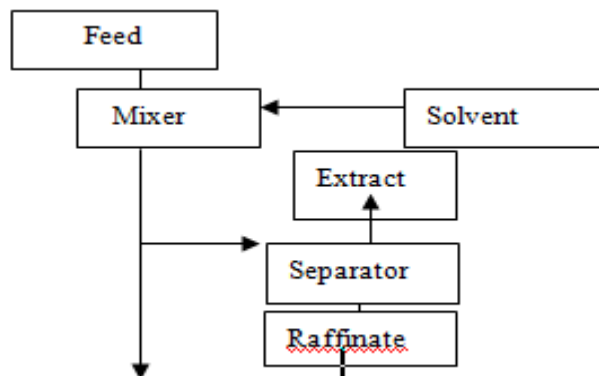 Feed
Mixer
Solvent
Extract
Separator
Raffinate